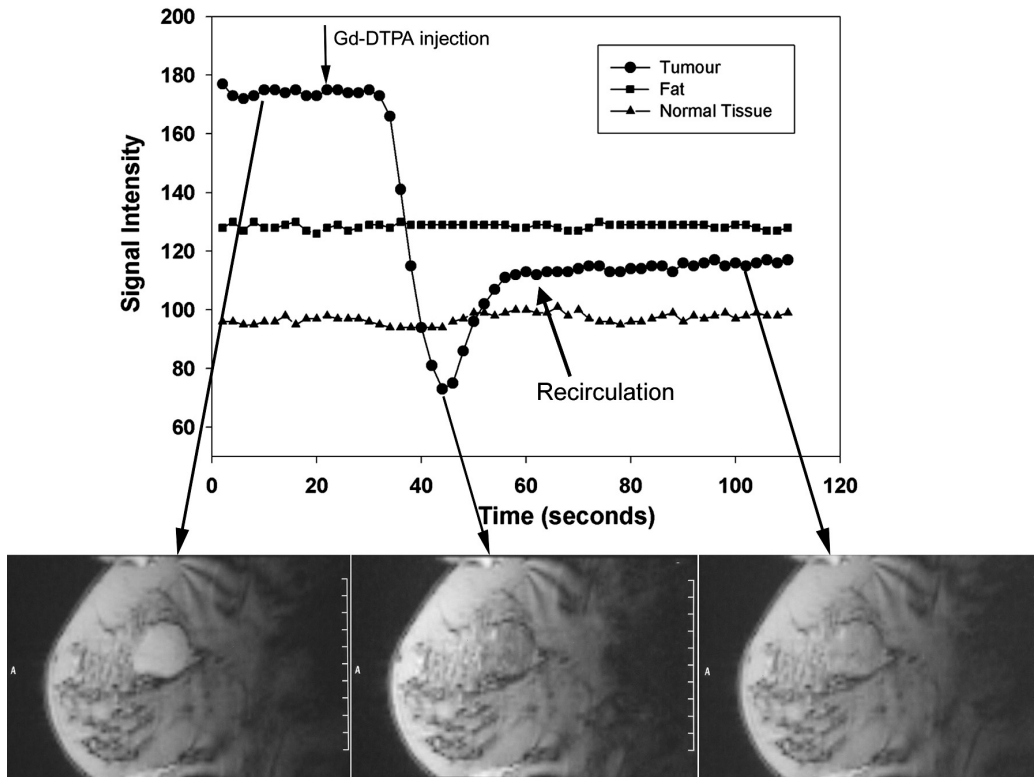 200
180
160
140
120
100
80
60
Signal Intensity
Gd-DTPA injection
Tumour
Fat
Normal Tissue
Recirculation
0 20 40 60 80 100 120
Time (seconds)
A
A
A